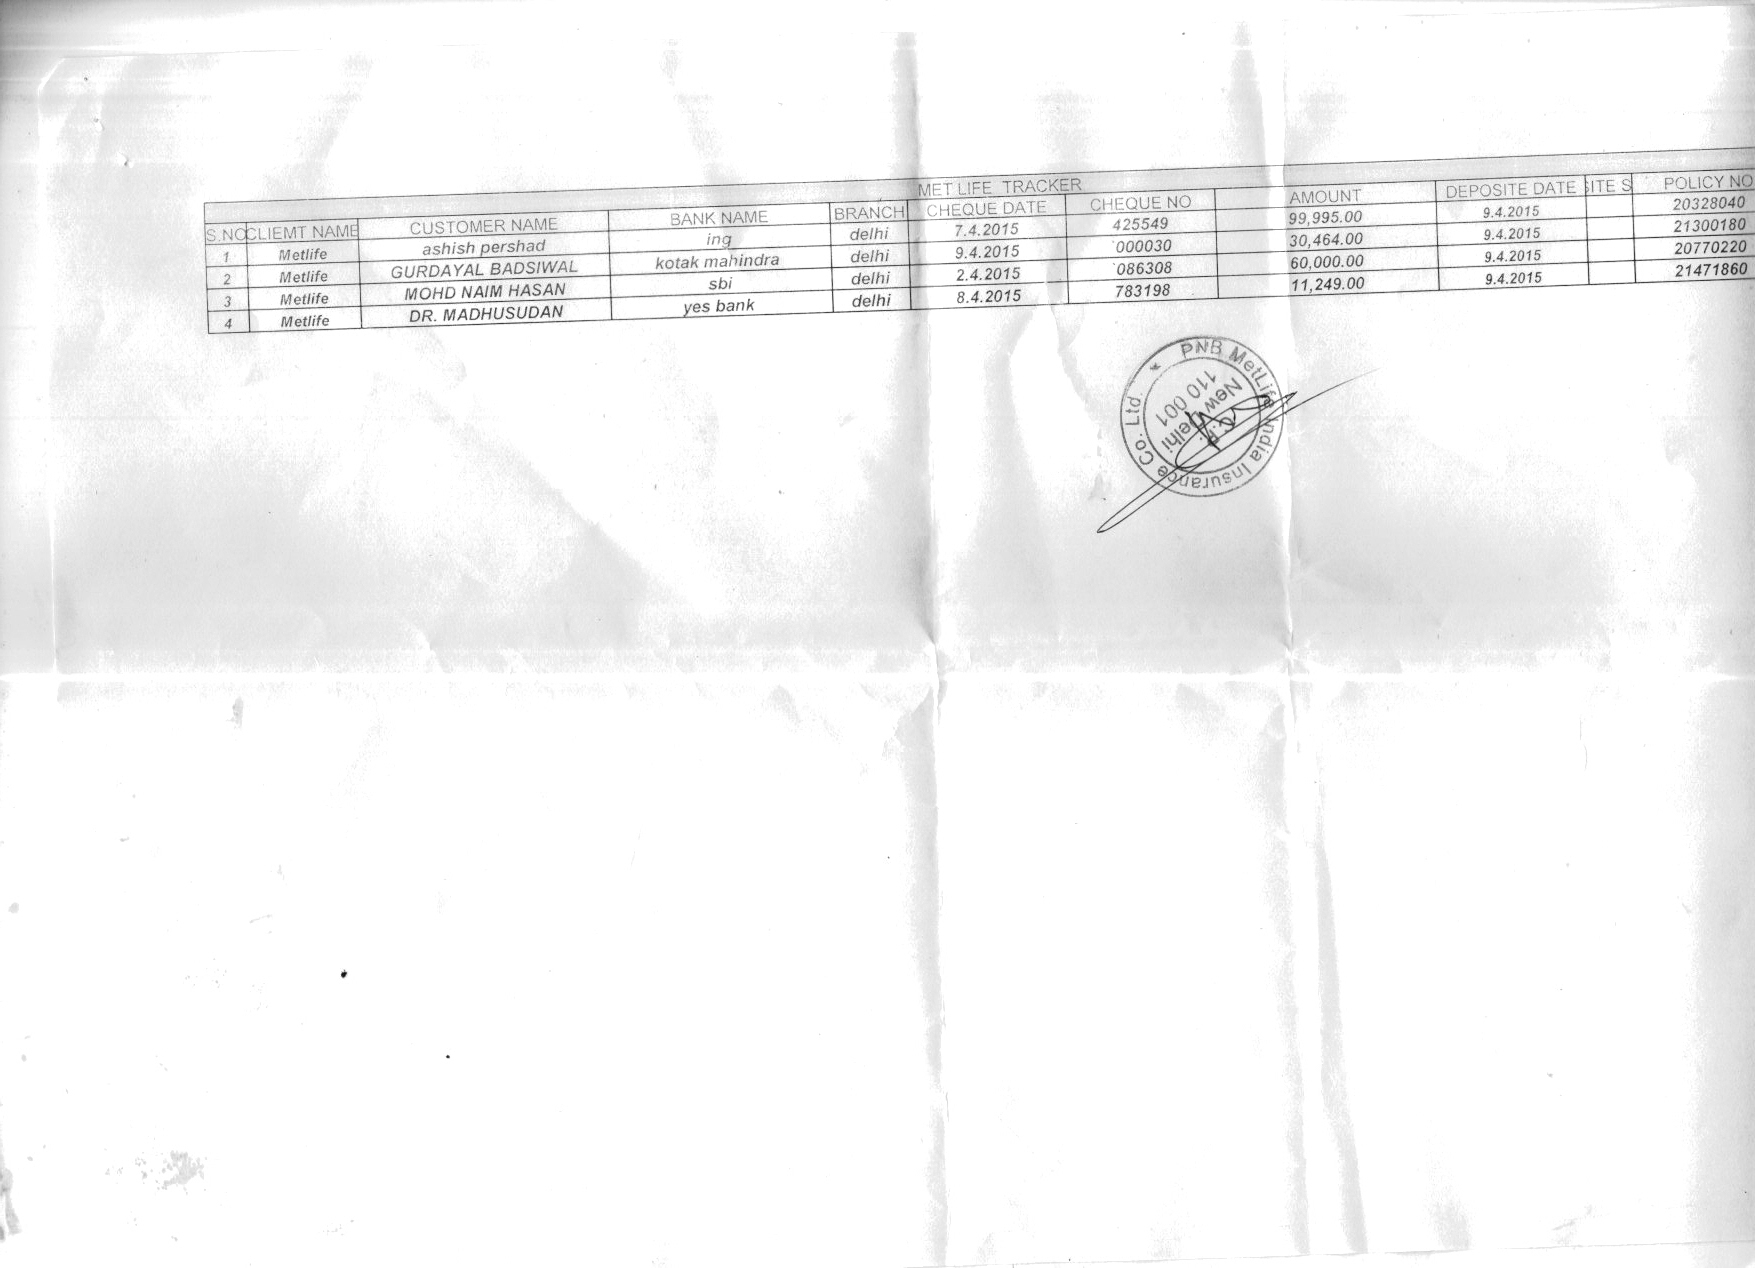 MET LIFE TRACKER
S.NO CLIEMT NAME CUSTOMER NAME BANK NAME BRANCH CHEQUE DATE CHEQUE NO AMOUNT DEPOSITE DATE SITE S POLICY NO
1 Metlife ashish pershad ing delhi 7.4.2015 425549 99,995.00 9.4.2015 20328040
2 Metlife GURDAYAL BADSIWAL kotak mahindra delhi 9.4.2015 000030 30,464.00 9.4.2015 21300180
3 Metlife MOHD NAIM HASAN sbi delhi 2.4.2015 086308 60,000.00 9.4.2015 20770220
4 Metlife DR. MADHUSUDAN yes bank delhi 8.4.2015 783198 11,249.00 9.4.2015 21471860
PNB MetLife India Insurance Co. Ltd. *
New Delhi
110 001